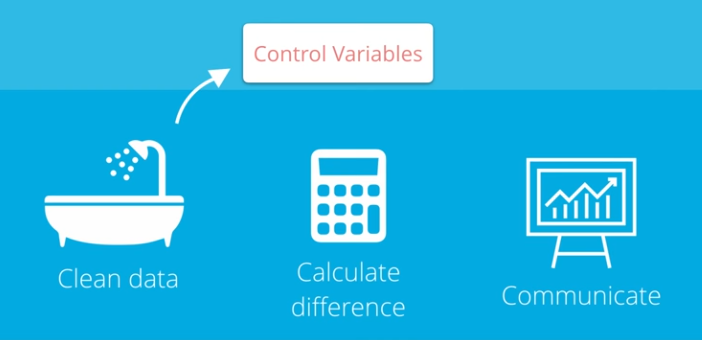 Control Variables
Clean data
Calculate
difference
Communicate